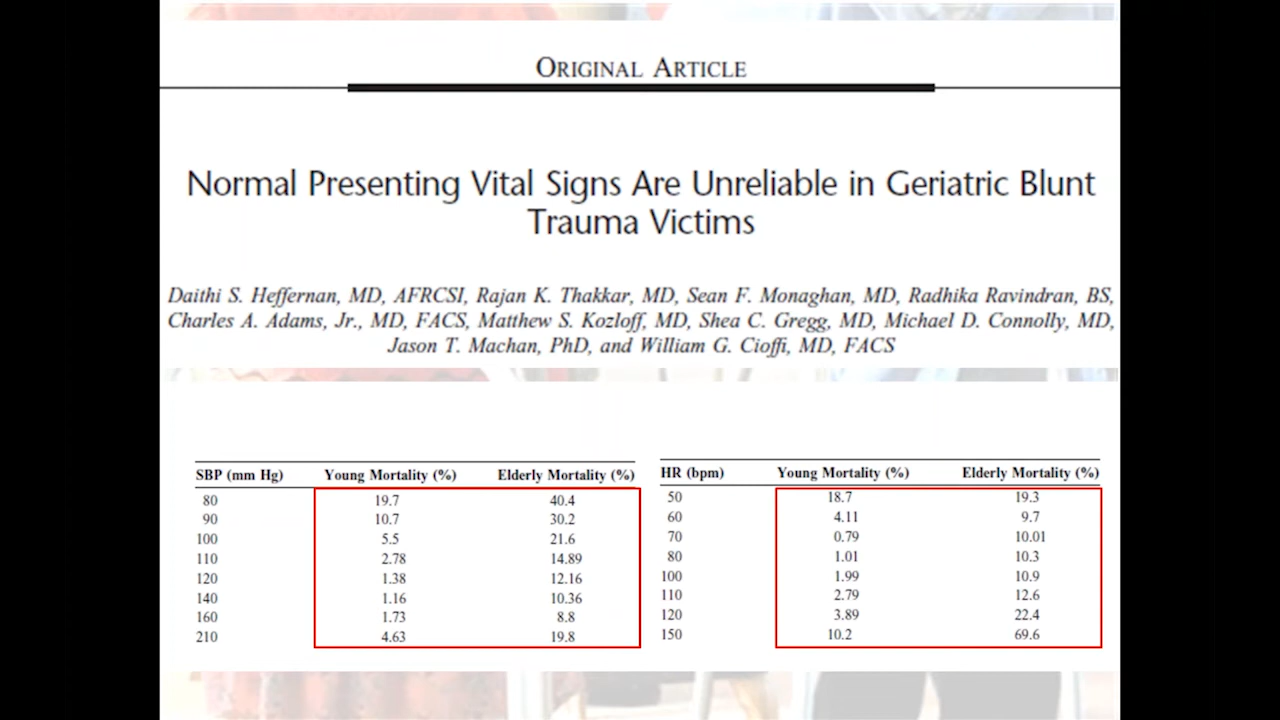 ORIGINAL ARTICLE
Normal Presenting Vital Signs Are Unreliable in Geriatric Blunt
Trauma Victims
Daithi S. Heffernan, MD, AFRCSI, Rajan K. Thakkar, MD, Sean F. Monaghan, MD, Radhika Ravindran, BS,
Charles A. Adams, Jr., MD, FACS, Matthew S. Kozloff, MD, Shea C. Gregg, MD, Michael D. Connolly, MD,
Jason T. Machan, PhD, and William G. Cioffi, MD, FACS
SBP (mm Hg) Young Mortality (%) Elderly Mortality (%)
80 19.7 40.4
90 10.7 30.2
100 5.5 21.6
110 2.78 14.89
120 1.38 12.16
140 1.16 10.36
160 1.73 8.8
210 4.63 19.8
HR (bpm) Young Mortality (%) Elderly Mortality (%)
50 18.7 19.3
60 4.11 9.7
70 0.79 10.01
80 1.01 10.3
100 1.99 10.9
110 2.79 12.6
120 3.89 22.4
150 10.2 69.6